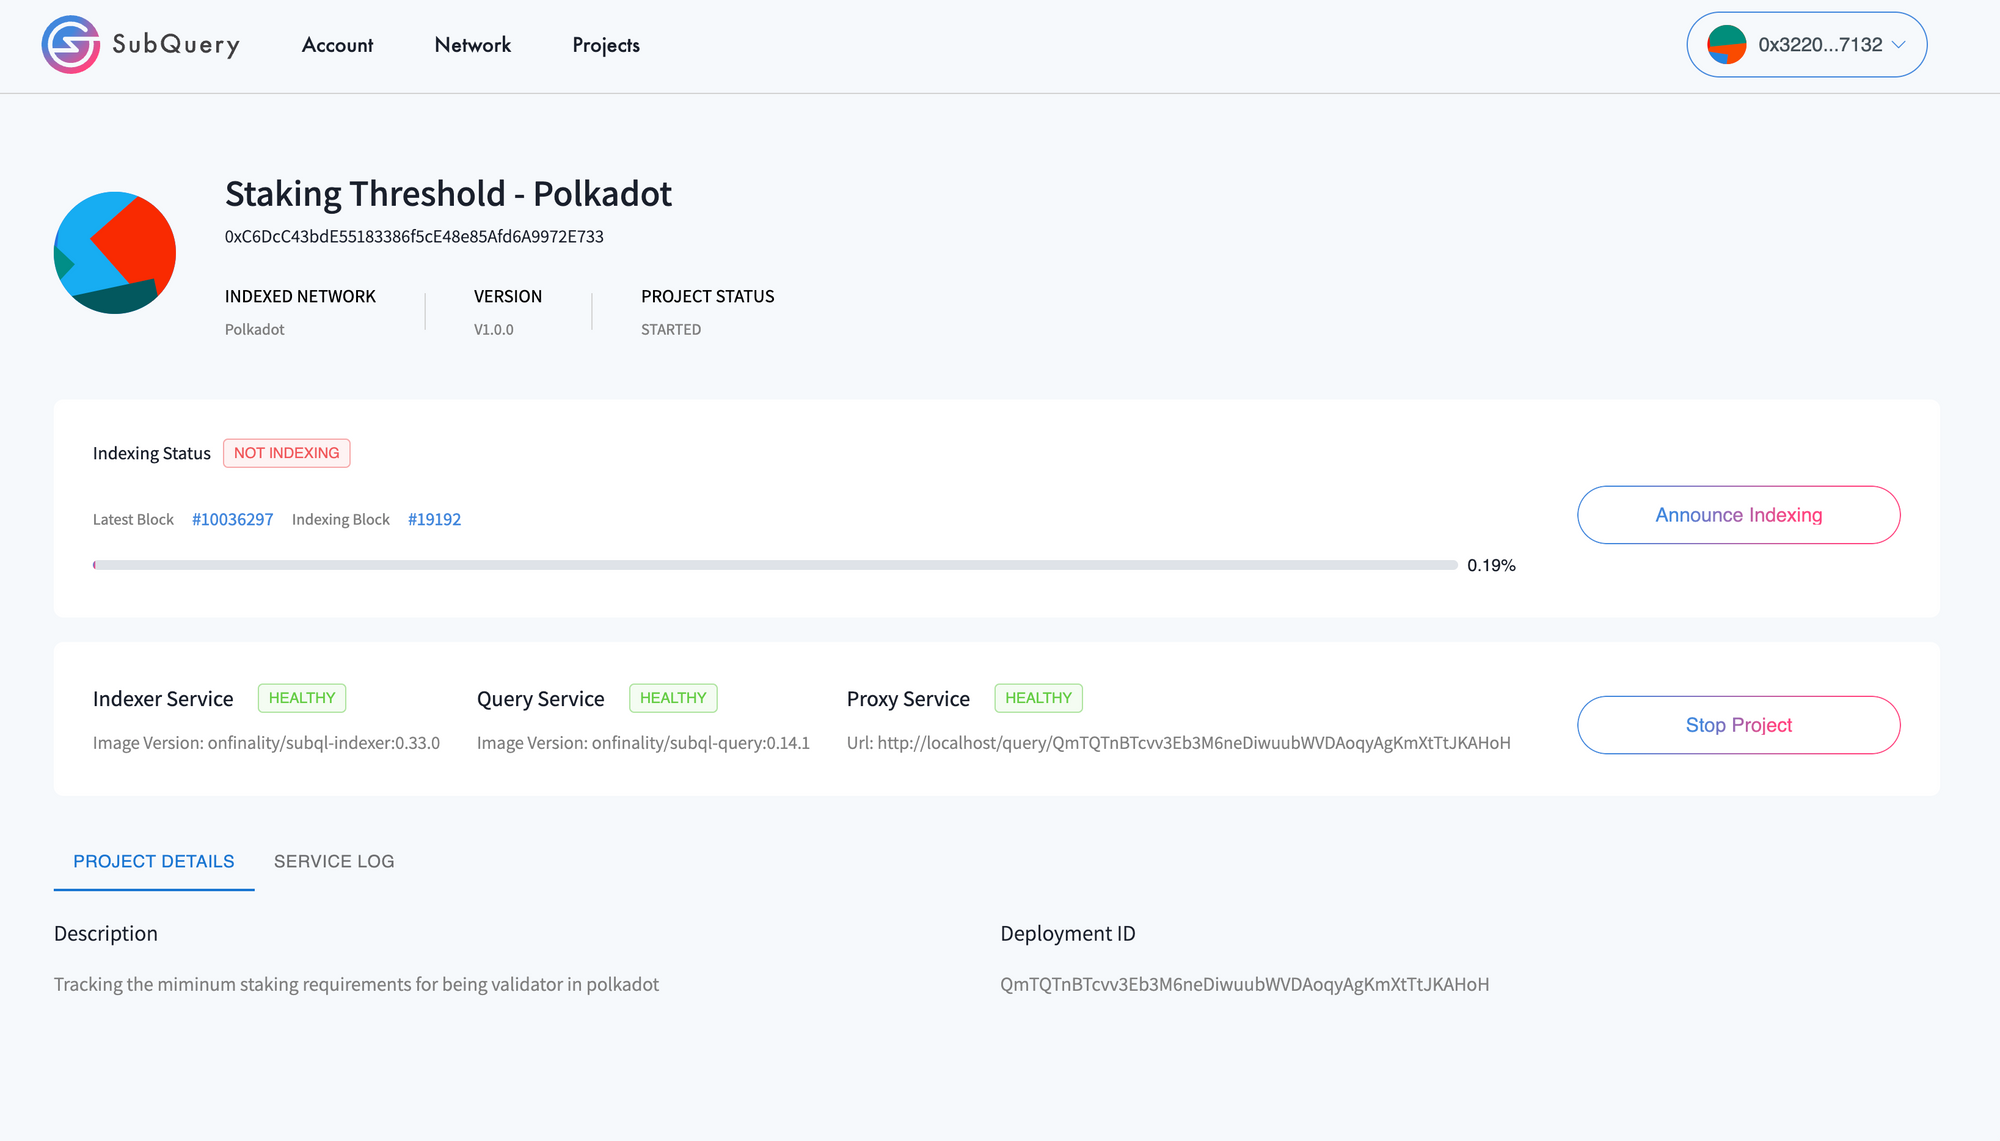 SubQuery Account Network Projects 0x3220...7132
Staking Threshold - Polkadot
0xC6DcC43bdE55183386f5cE48e85Afd6A9972E733
INDEXED NETWORK VERSION PROJECT STATUS
Polkadot V1.0.0 STARTED
Indexing Status NOT INDEXING
Announce Indexing
Latest Block #10036297 Indexing Block #19192
0.19%
Indexer Service HEALTHY Query Service HEALTHY Proxy Service HEALTHY
Stop Project
Image Version: onfinality/subql-indexer:0.33.0 Image Version: onfinality/subql-query:0.14.1 Url: http://localhost/query/QmTQTnBTcvv3Eb3M6neDiwuubWVDAoqyAgKmXtTtJKAHoH
PROJECT DETAILS SERVICE LOG
Description Deployment ID
Tracking the miminum staking requirements for being validator in polkadot QmTQTnBTcvv3Eb3M6neDiwuubWVDAoqyAgKmXtTtJKAHoH